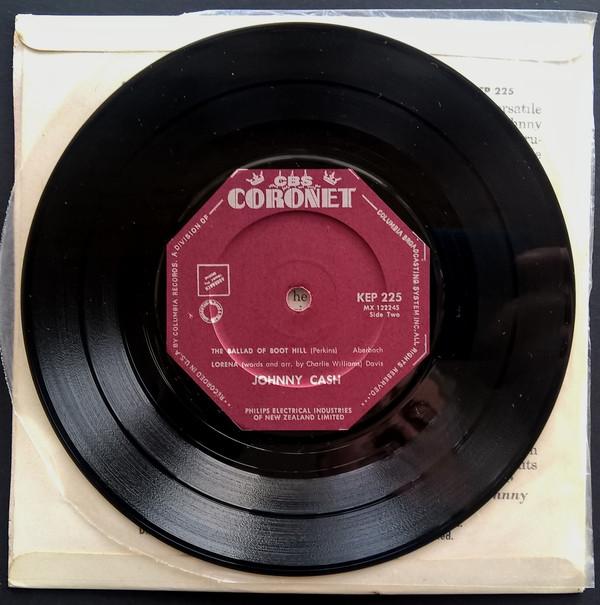 KEP 225
CBS
CORONET
RECORDED IN U.S.A. BY COLUMBIA RECORDS, A DIVISION OF
COLUMBIA BROADCASTING SYSTEM INC. ALL RIGHTS RESERVED
he
KEP 225
MX 122245
Side Two
THE BALLAD OF BOOT HILL (Perkins) Aberbach
LORENA (words and arr. by Charlie Williams) Davis
JOHNNY CASH
PHILIPS ELECTRICAL INDUSTRIES
OF NEW ZEALAND LIMITED